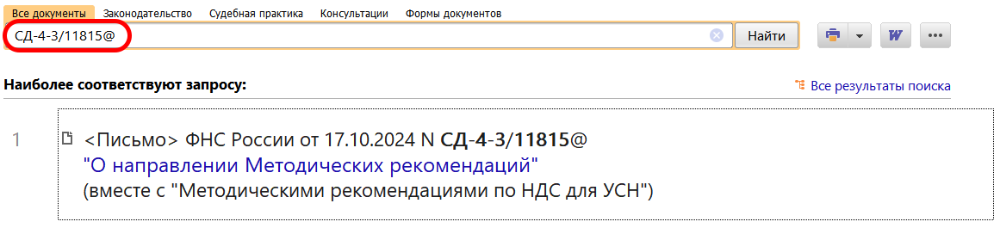 Все документы Законодательство Судебная практика Консультации Формы документов
СД-4-3/11815@ Найти W
Наиболее соответствуют запросу: Все результаты поиска
1 <Письмо> ФНС России от 17.10.2024 N СД-4-3/11815@
"О направлении Методических рекомендаций"
(вместе с "Методическими рекомендациями по НДС для УСН")